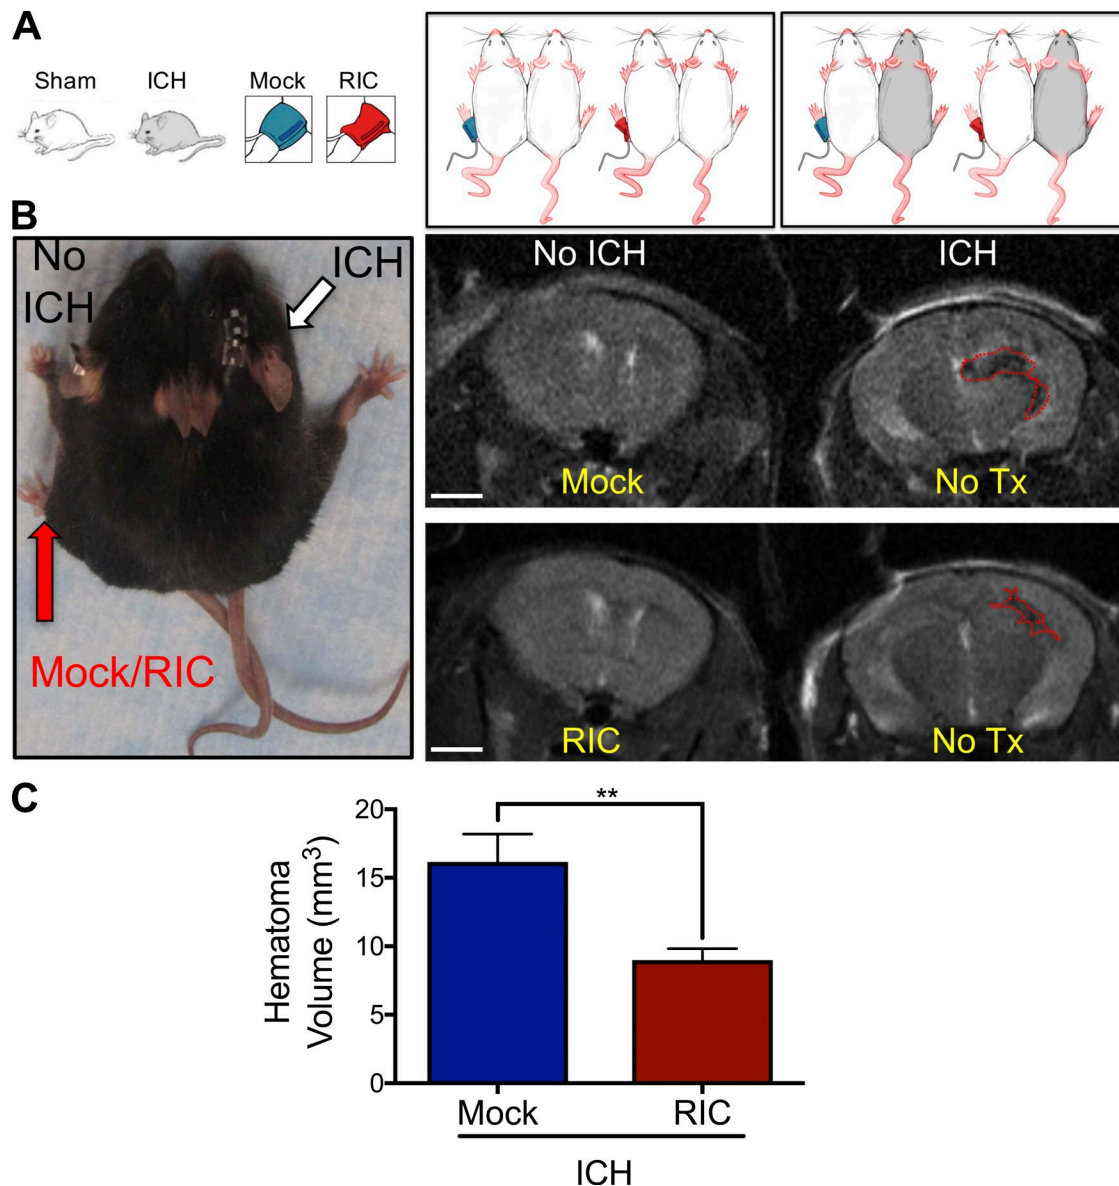 A
Sham
ICH
Mock
RIC
B
No
ICH
ICH
Mock/RIC
No ICH
ICH
Mock
No Tx
RIC
No Tx
C
Hematoma
Volume (mm³)
20
15
10
5
0
**
Mock
RIC
ICH